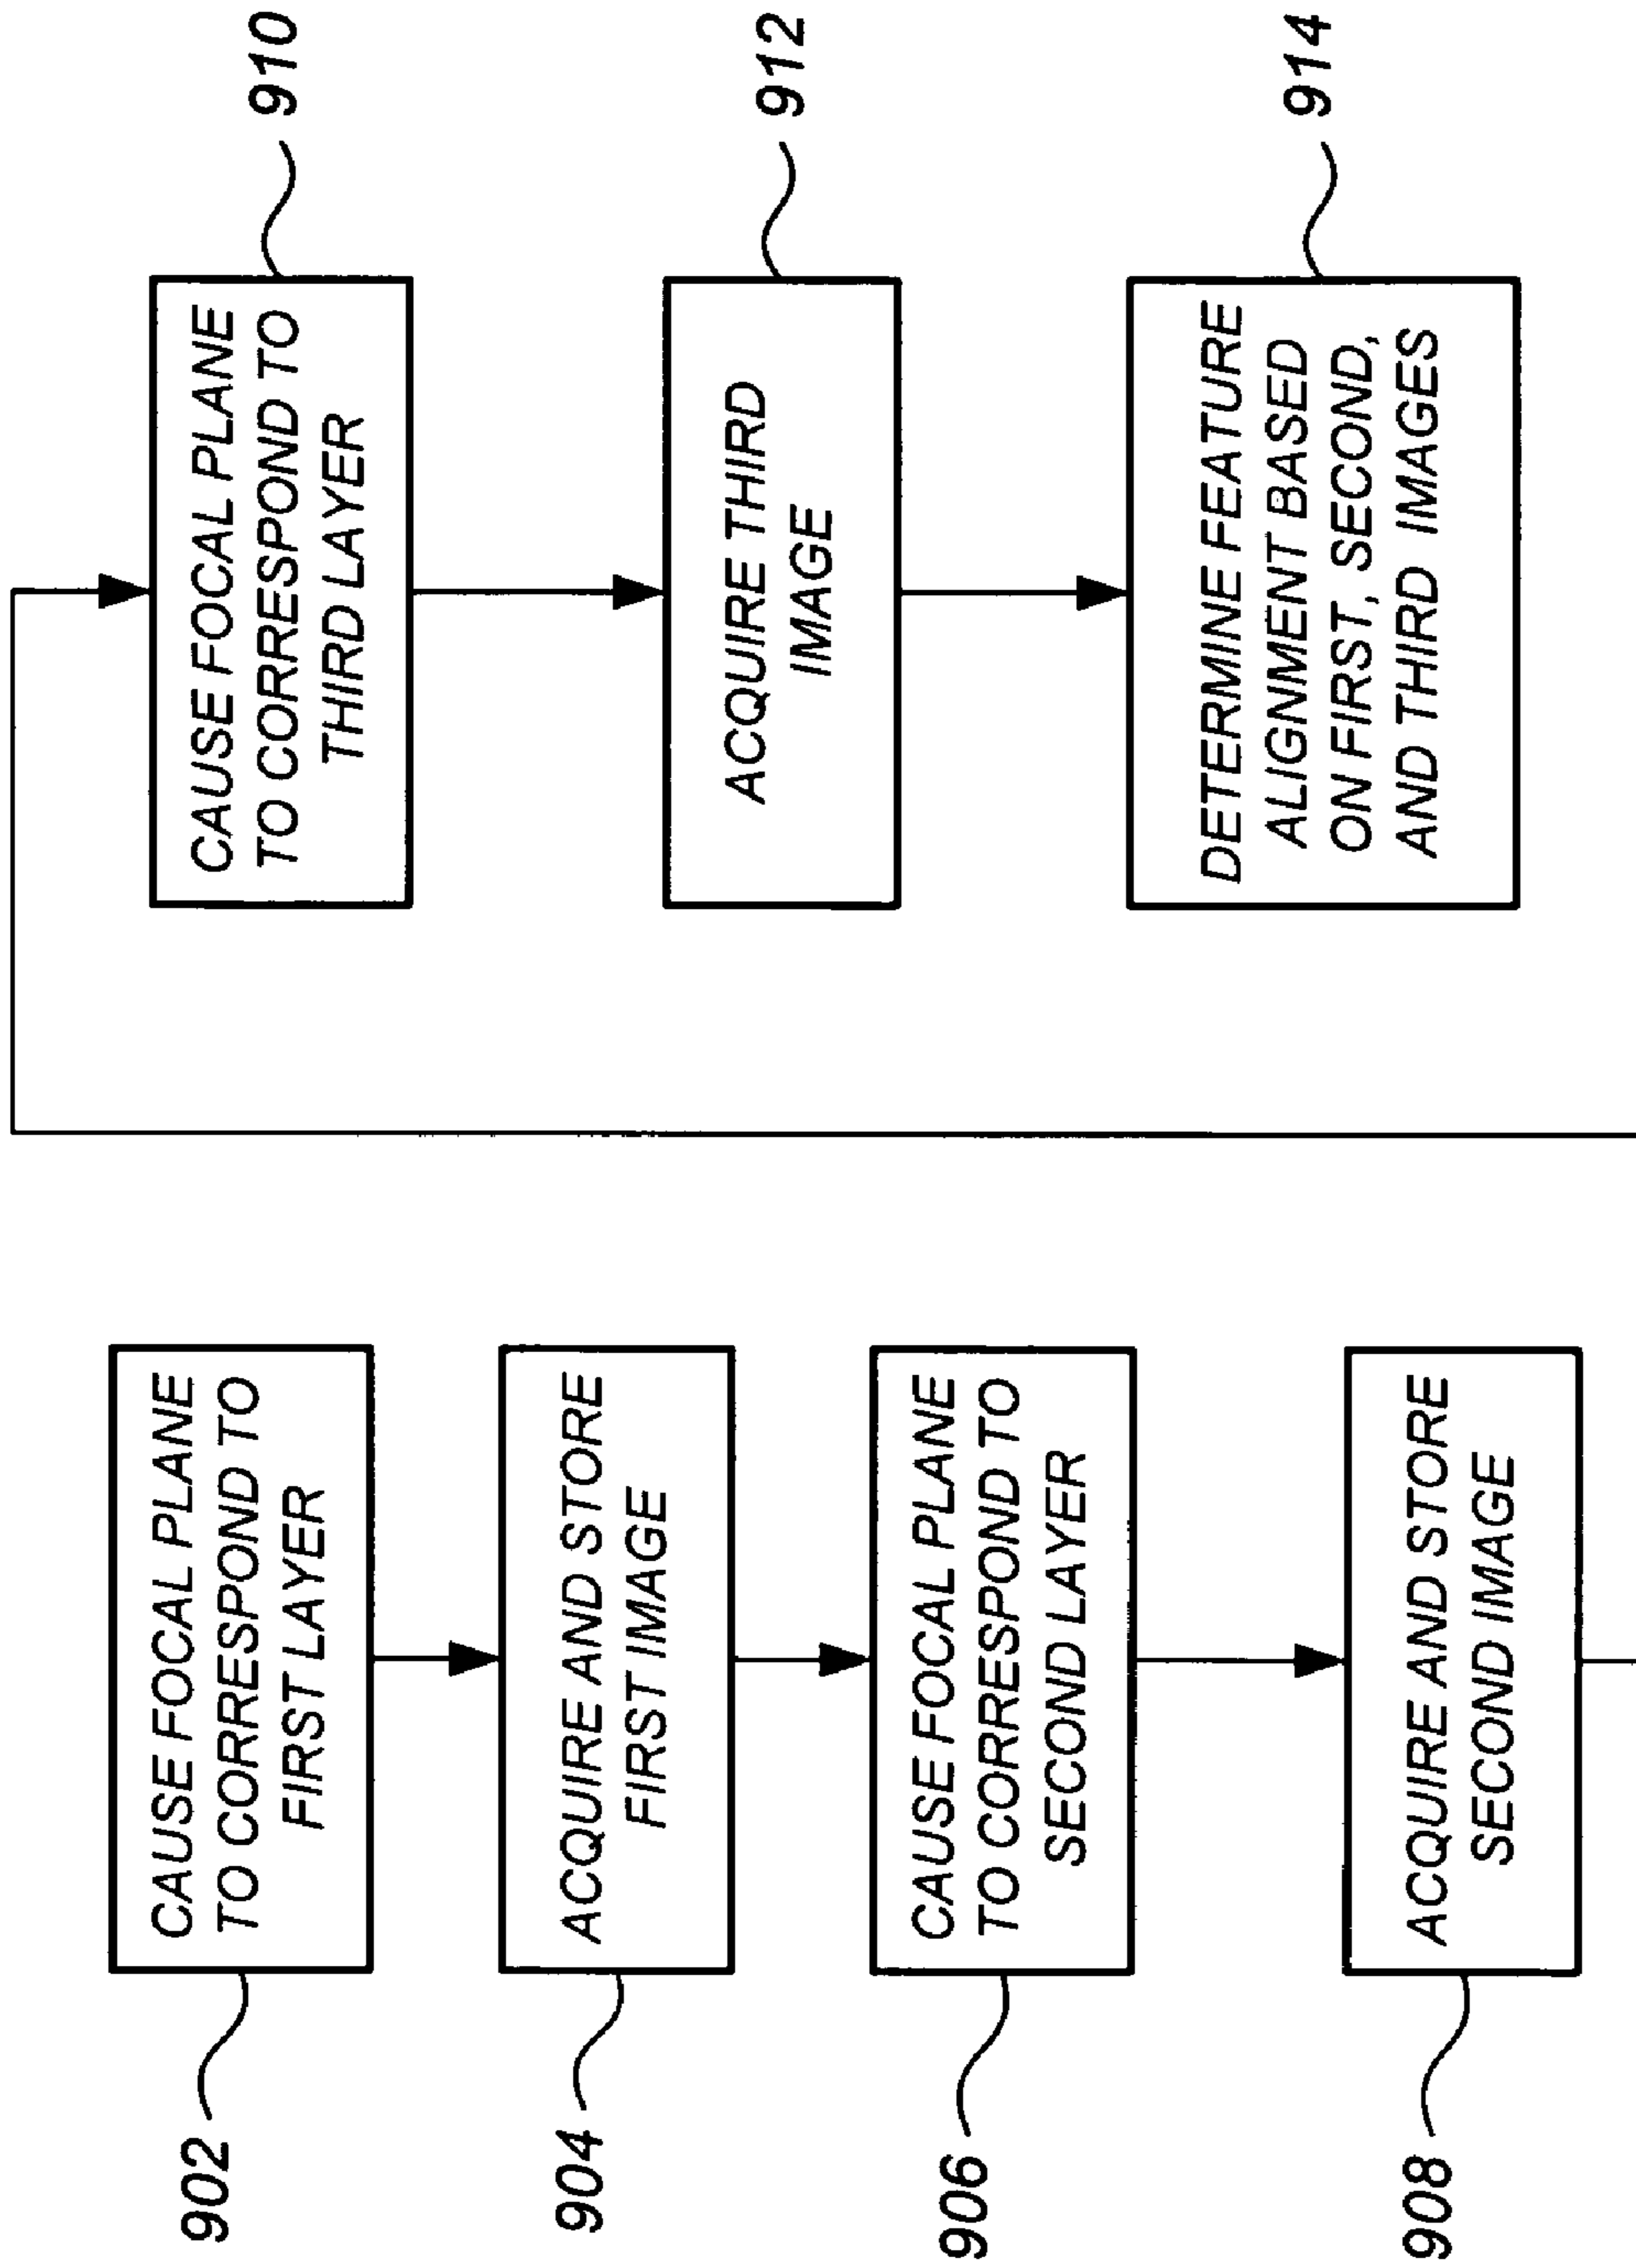 902
CAUSE FOCAL PLANE
TO CORRESPOND TO
FIRST LAYER
904
ACQUIRE AND STORE
FIRST IMAGE
906
CAUSE FOCAL PLANE
TO CORRESPOND TO
SECOND LAYER
908
ACQUIRE AND STORE
SECOND IMAGE
910
CAUSE FOCAL PLANE
TO CORRESPOND TO
THIRD LAYER
912
ACQUIRE THIRD
IMAGE
914
DETERMINE FEATURE
ALIGNMENT BASED
ON FIRST, SECOND,
AND THIRD IMAGES